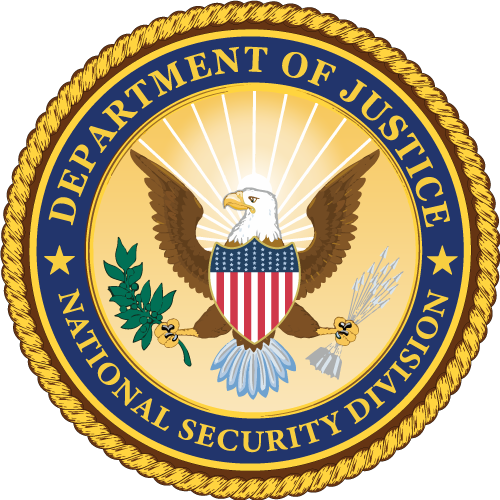 DEPARTMENT OF JUSTICE
NATIONAL SECURITY DIVISION